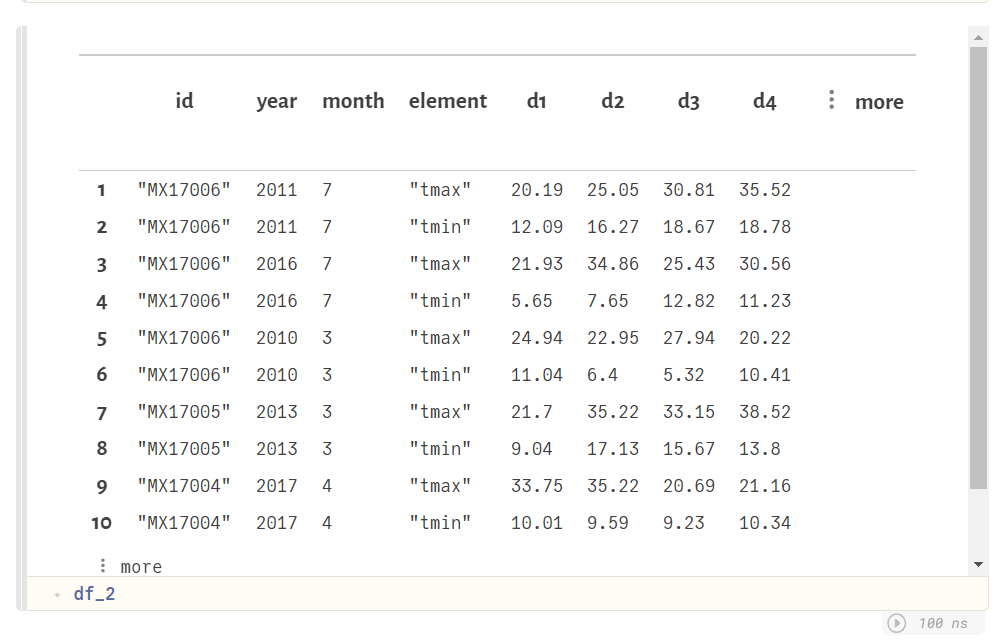 id year month element d1 d2 d3 d4 ⋮ more
1 "MX17006" 2011 7 "tmax" 20.19 25.05 30.81 35.52
2 "MX17006" 2011 7 "tmin" 12.09 16.27 18.67 18.78
3 "MX17006" 2016 7 "tmax" 21.93 34.86 25.43 30.56
4 "MX17006" 2016 7 "tmin" 5.65 7.65 12.82 11.23
5 "MX17006" 2010 3 "tmax" 24.94 22.95 27.94 20.22
6 "MX17006" 2010 3 "tmin" 11.04 6.4 5.32 10.41
7 "MX17005" 2013 3 "tmax" 21.7 35.22 33.15 38.52
8 "MX17005" 2013 3 "tmin" 9.04 17.13 15.67 13.8
9 "MX17004" 2017 4 "tmax" 33.75 35.22 20.69 21.16
10 "MX17004" 2017 4 "tmin" 10.01 9.59 9.23 10.34
⋮ more
df_2
100 ns